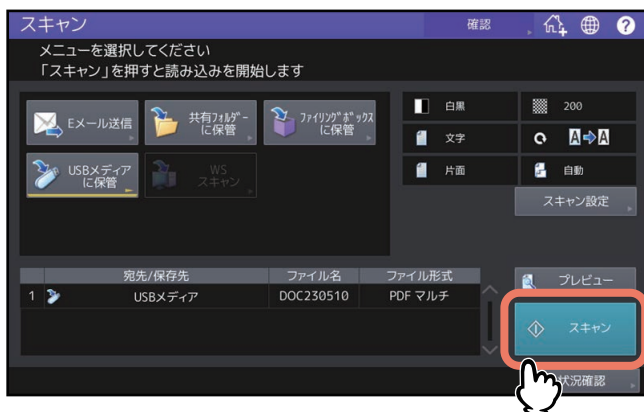 スキャン 確認 ?
メニューを選択してください
「スキャン」を押すと読み込みを開始します
Eメール送信
共有フォルダー
に保管
ファイリングボックス
に保管
USBメディア
に保管
WS
スキャン
白黒 200
文字 A A
片面 自動
スキャン設定
宛先/保存先 ファイル名 ファイル形式
1 USBメディア DOC230510 PDF マルチ
プレビュー
スキャン
状況確認